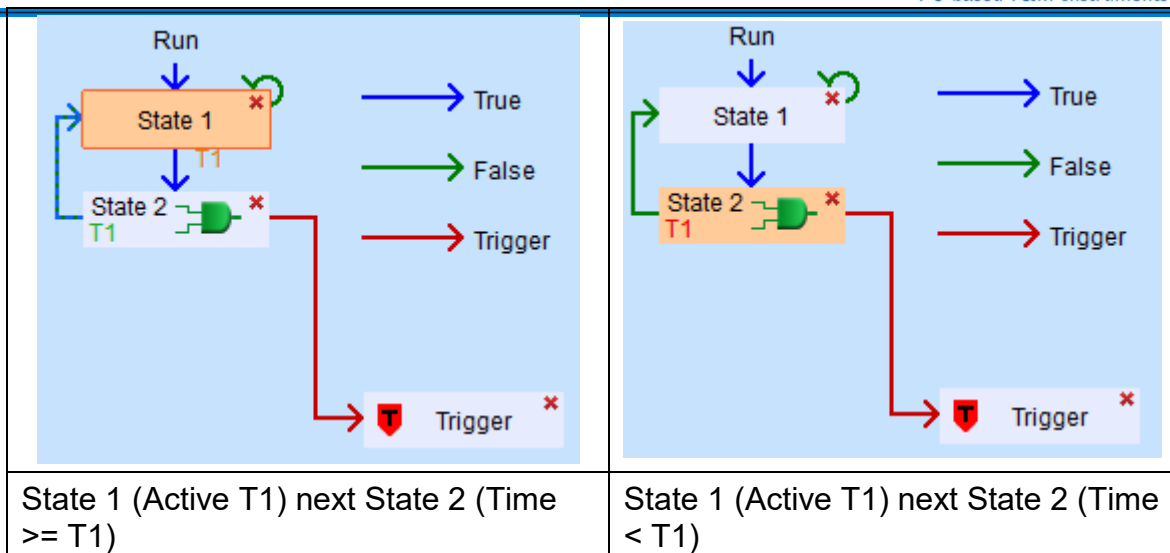 Run
State 1
T1
State 2
T1
True
False
Trigger
T Trigger
State 1 (Active T1) next State 2 (Time
>= T1)
Run
State 1
State 2
T1
True
False
Trigger
T Trigger
State 1 (Active T1) next State 2 (Time
< T1)